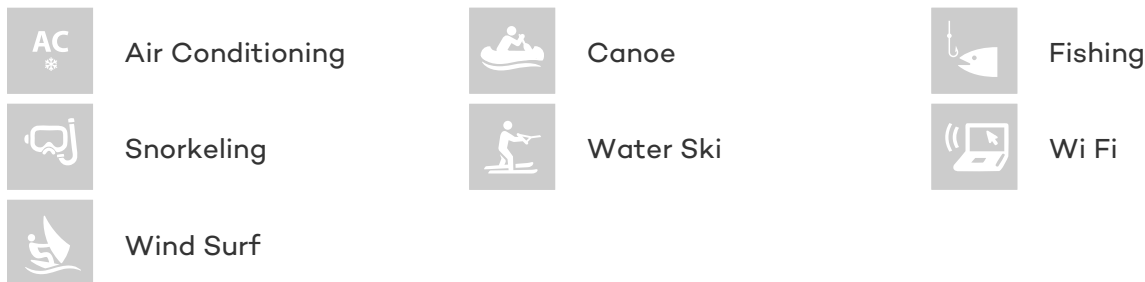 AC
Air Conditioning
Canoe
Fishing
Snorkeling
Water Ski
Wi Fi
Wind Surf